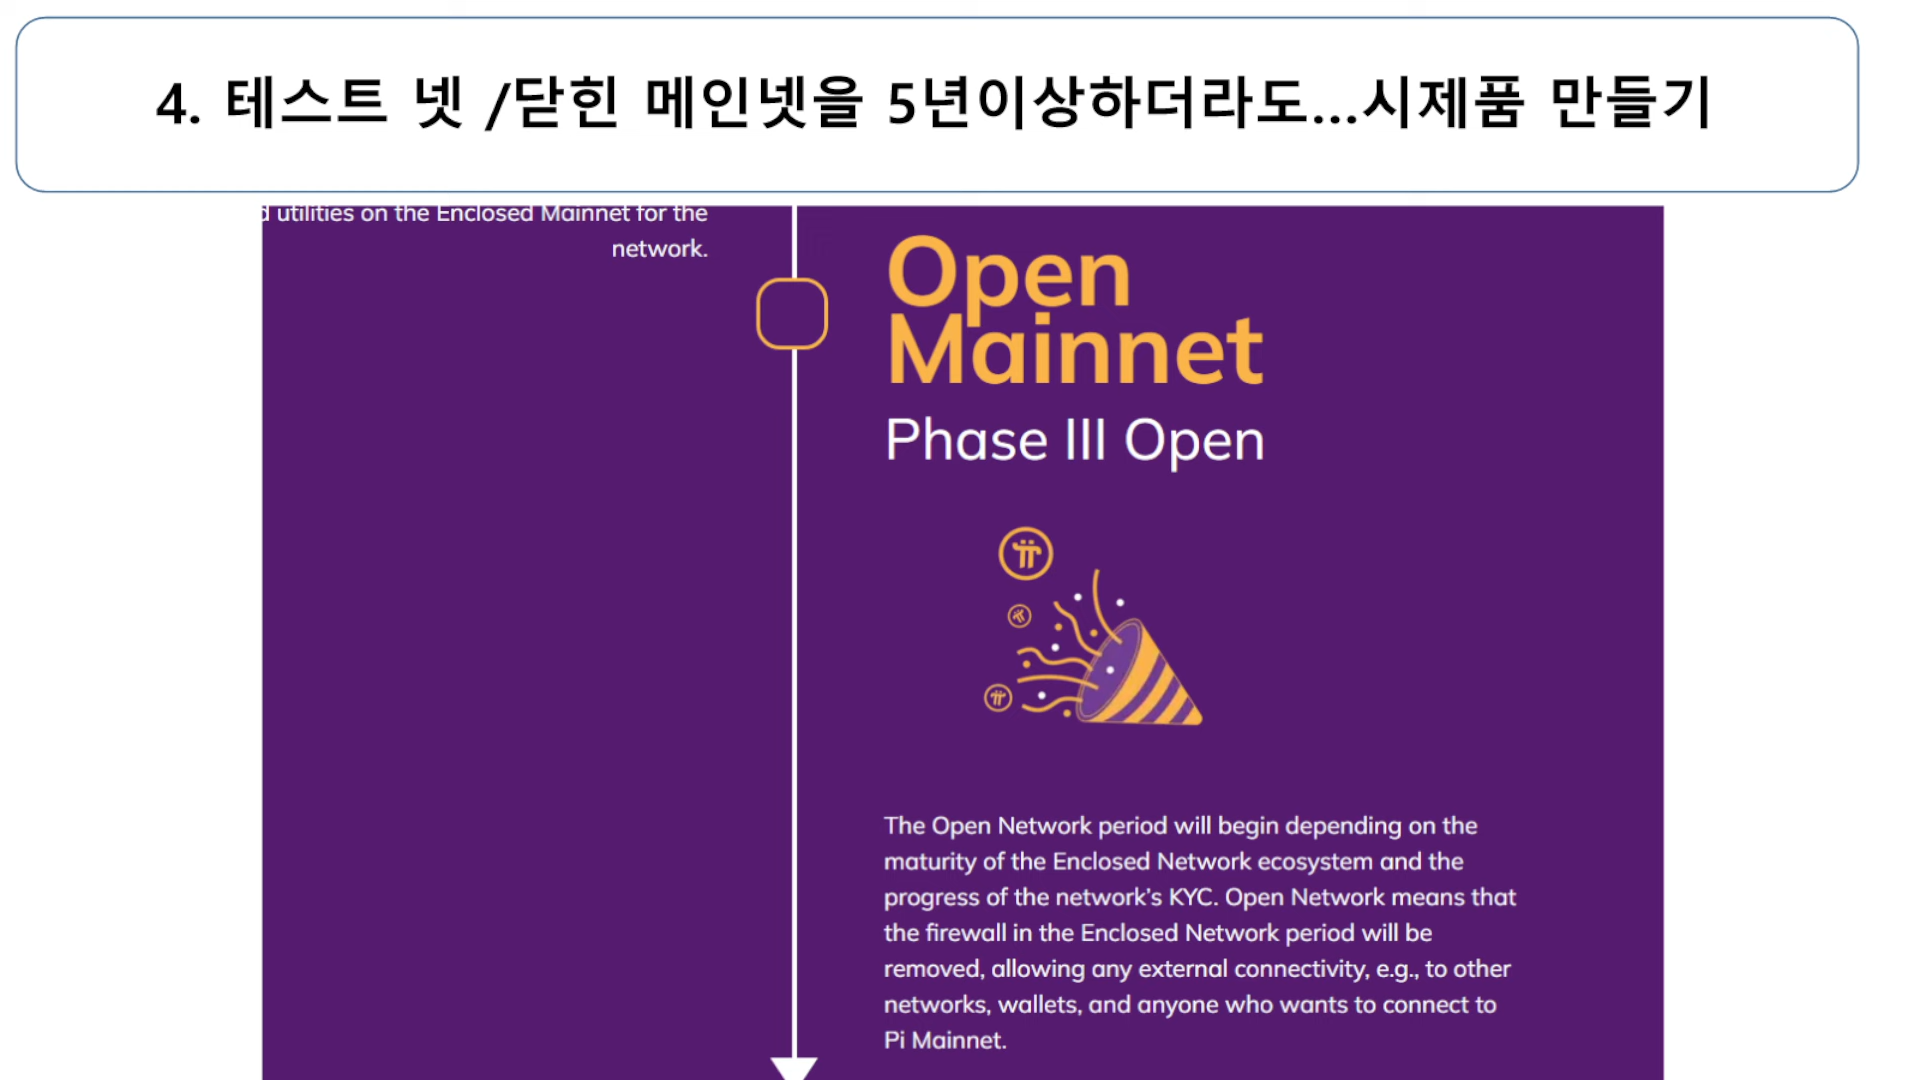 4. 테스트 넷 /닫힌 메인넷을 5년이상하더라도...시제품 만들기
utilities on the Enclosed Mainnet for the
network.
Open
Mainnet
Phase III Open
The Open Network period will begin depending on the
maturity of the Enclosed Network ecosystem and the
progress of the network's KYC. Open Network means that
the firewall in the Enclosed Network period will be
removed, allowing any external connectivity, e.g., to other
networks, wallets, and anyone who wants to connect to
Pi Mainnet.